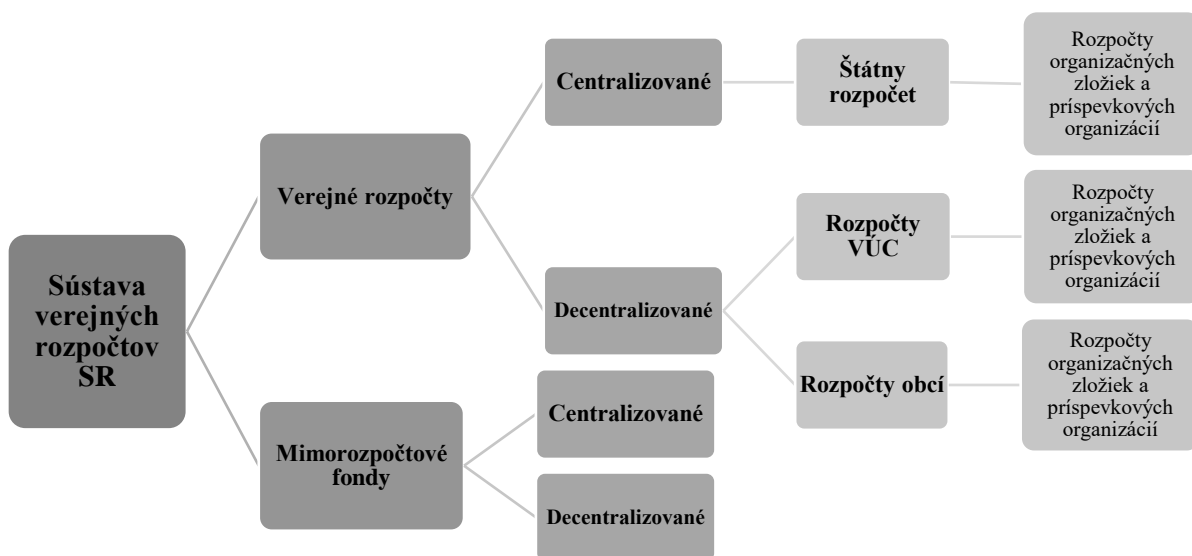 Sústava
verejných
rozpočtov
SR
Verejné rozpočty
Mimorozpočtové
fondy
Centralizované
Decentralizované
Centralizované
Decentralizované
Štátny
rozpočet
Rozpočty
VÚC
Rozpočty obcí
Rozpočty
organizačných
zložiek a
príspevkových
organizácií
Rozpočty
organizačných
zložiek a
príspevkových
organizácií
Rozpočty
organizačných
zložiek a
príspevkových
organizácií